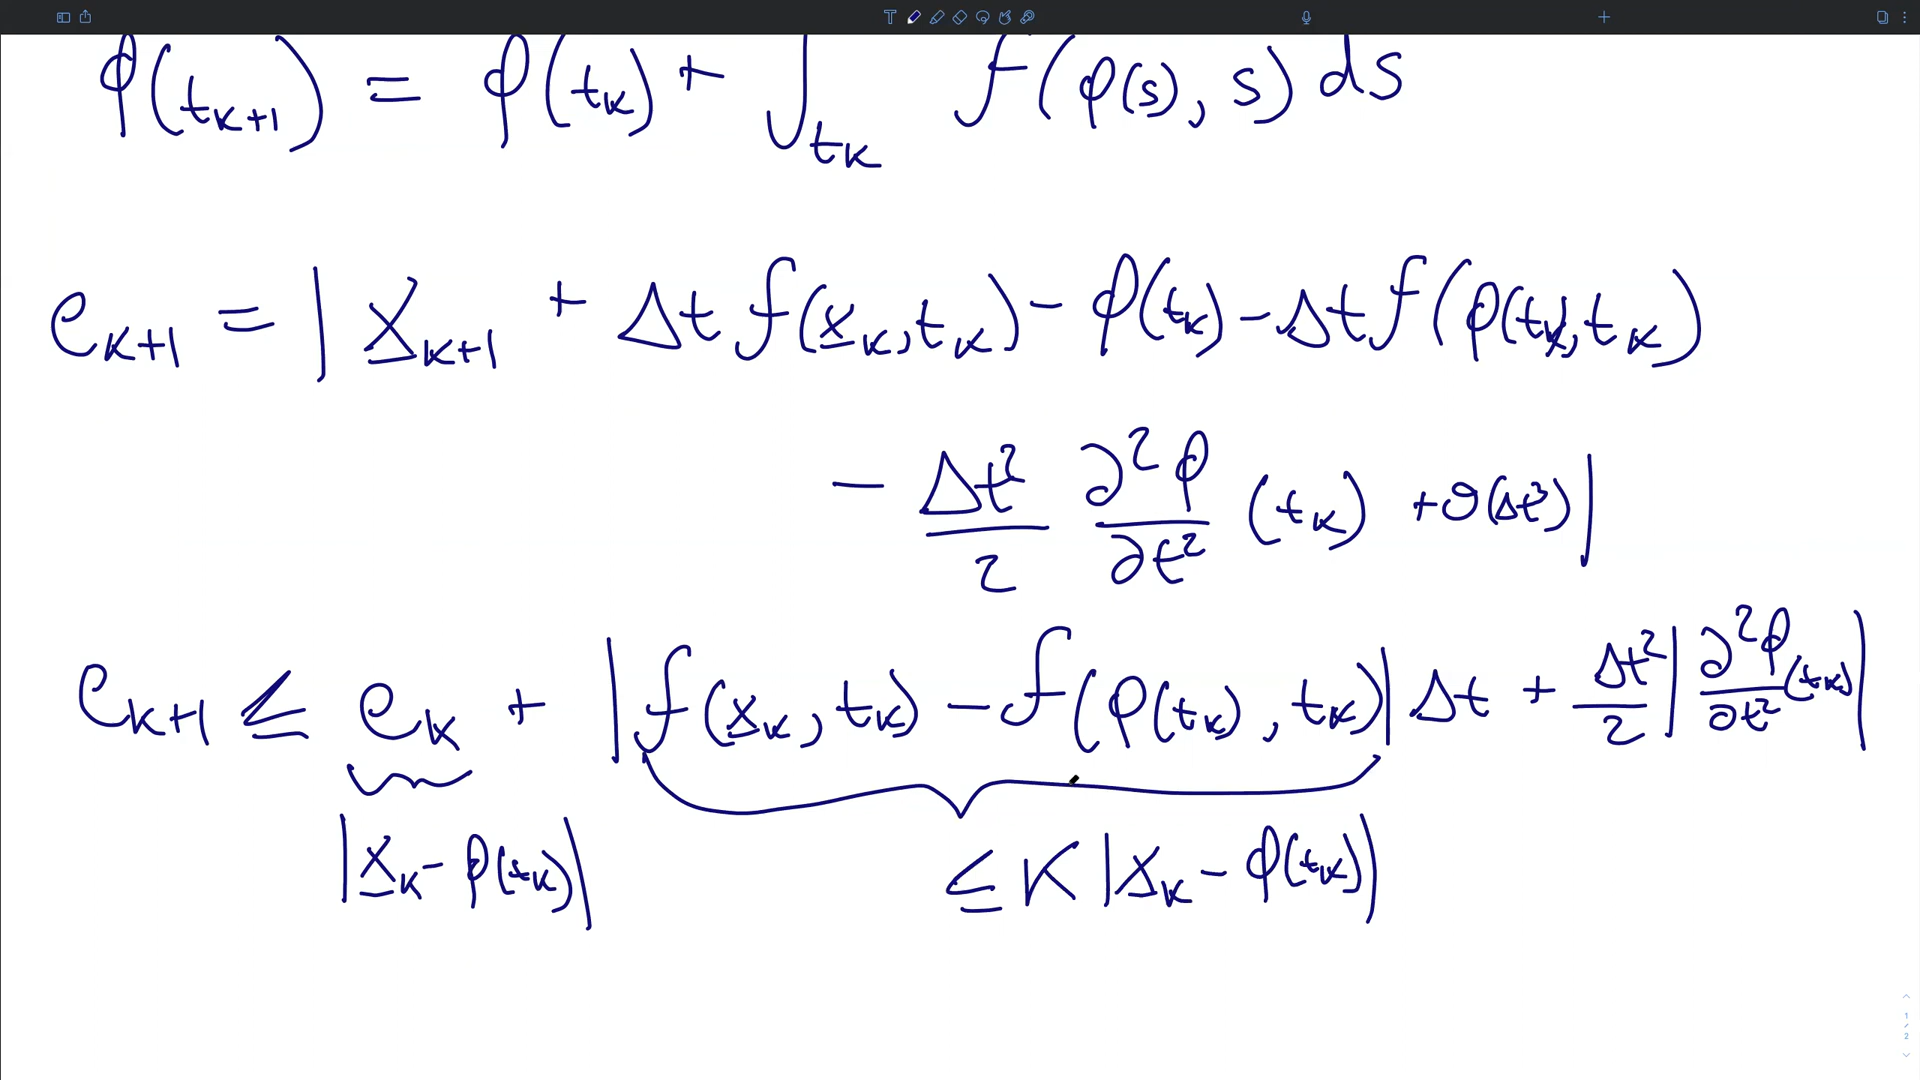 φ(t_{k+1}) = φ(t_k) + ∫_{t_k} f(φ(s), s) ds
e_{k+1} = | x_{k+1} + Δt f(x_k, t_k) - φ(t_k) - Δt f(φ(t_k), t_k)
- Δt²/2 ∂²φ/∂t² (t_k) + O(Δt³) |
e_{k+1} ≤ e_k + | f(x_k, t_k) - f(φ(t_k), t_k) | Δt + Δt²/2 | ∂²φ/∂t² (t_k) |
| x_k - φ(t_k) | ≤ K | x_k - φ(t_k) |
1
/
2